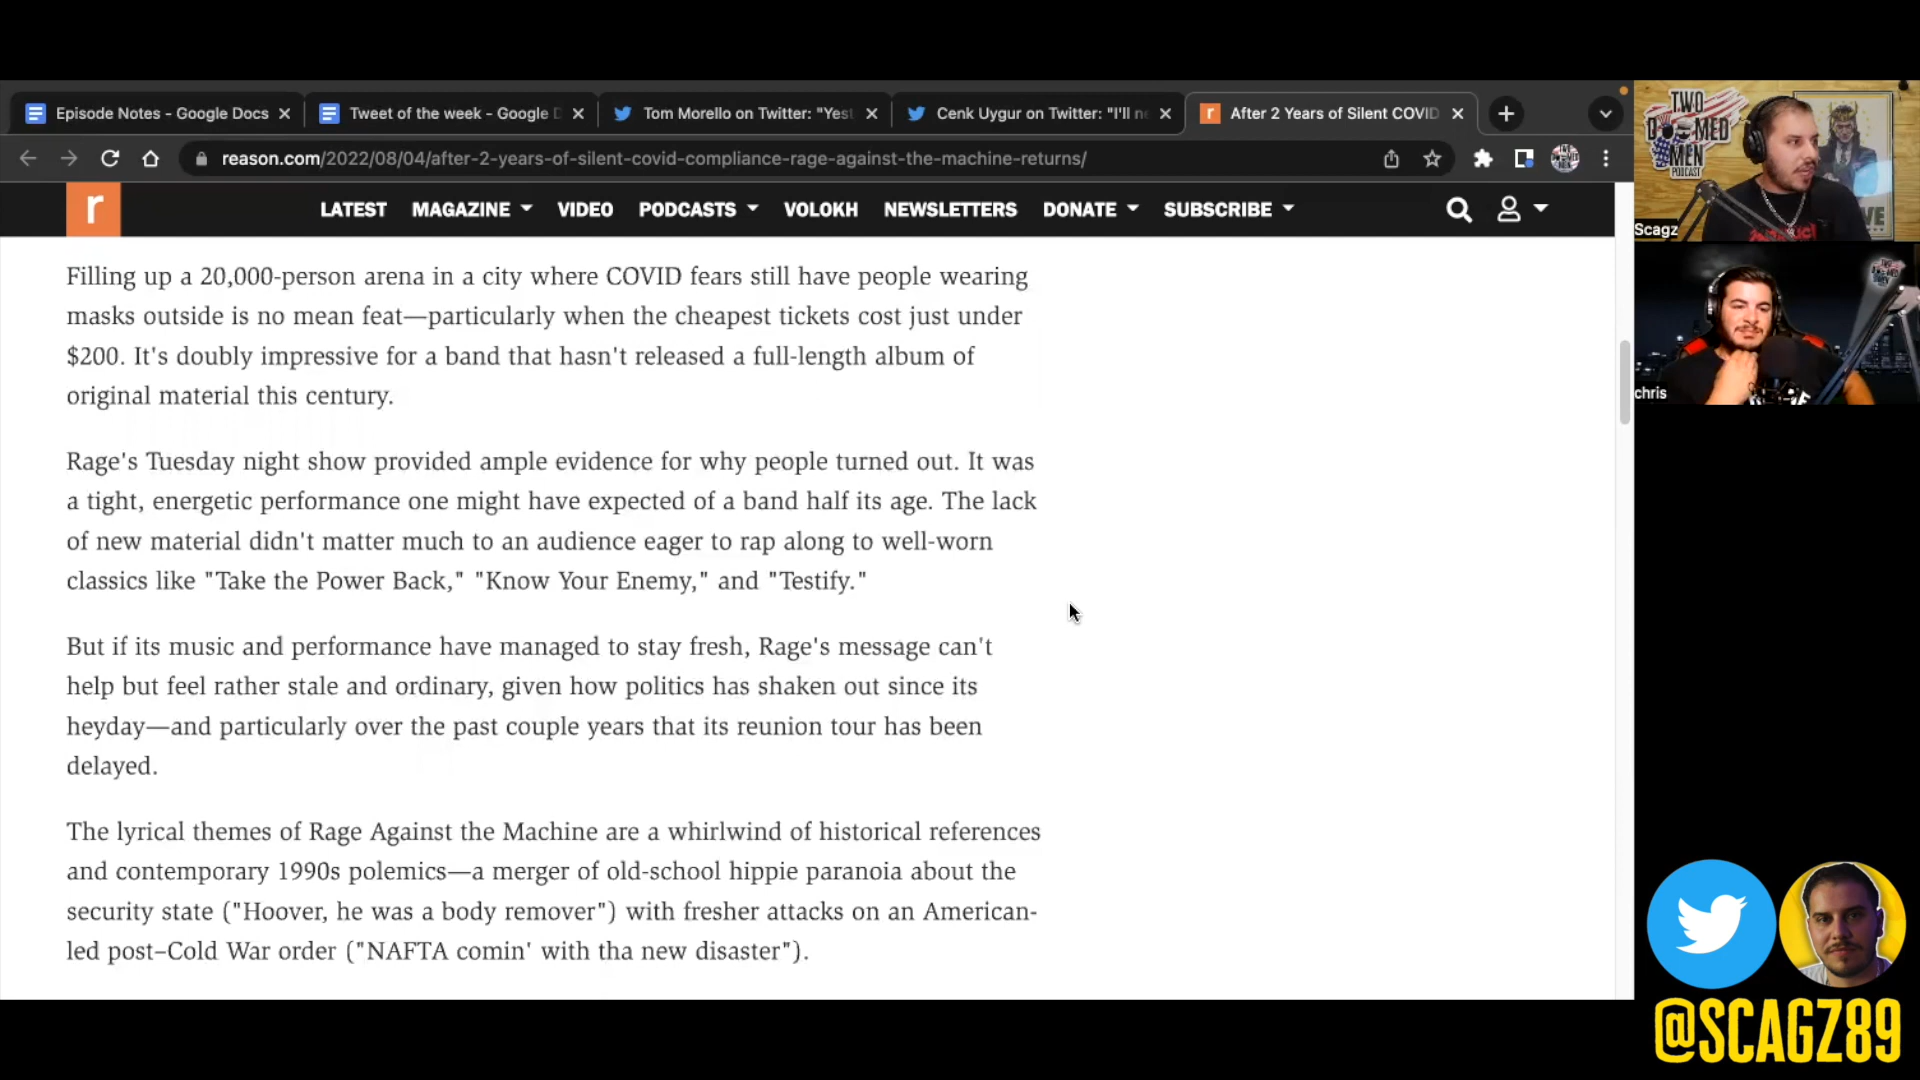 Episode Notes - Google Docs
Tweet of the week - Google D
Tom Morello on Twitter: "Yest
Cenk Uygur on Twitter: "I'll ne
After 2 Years of Silent COVID
reason.com/2022/08/04/after-2-years-of-silent-covid-compliance-rage-against-the-machine-returns/
r
LATEST MAGAZINE VIDEO PODCASTS VOLOKH NEWSLETTERS DONATE SUBSCRIBE
Filling up a 20,000-person arena in a city where COVID fears still have people wearing
masks outside is no mean feat—particularly when the cheapest tickets cost just under
$200. It's doubly impressive for a band that hasn't released a full-length album of
original material this century.
Rage's Tuesday night show provided ample evidence for why people turned out. It was
a tight, energetic performance one might have expected of a band half its age. The lack
of new material didn't matter much to an audience eager to rap along to well-worn
classics like "Take the Power Back," "Know Your Enemy," and "Testify."
But if its music and performance have managed to stay fresh, Rage's message can't
help but feel rather stale and ordinary, given how politics has shaken out since its
heyday—and particularly over the past couple years that its reunion tour has been
delayed.
The lyrical themes of Rage Against the Machine are a whirlwind of historical references
and contemporary 1990s polemics—a merger of old-school hippie paranoia about the
security state ("Hoover, he was a body remover") with fresher attacks on an American-
led post–Cold War order ("NAFTA comin' with tha new disaster").
TWO
DOOMED
MEN
PODCAST
Scagz
chris
@SCAGZ89